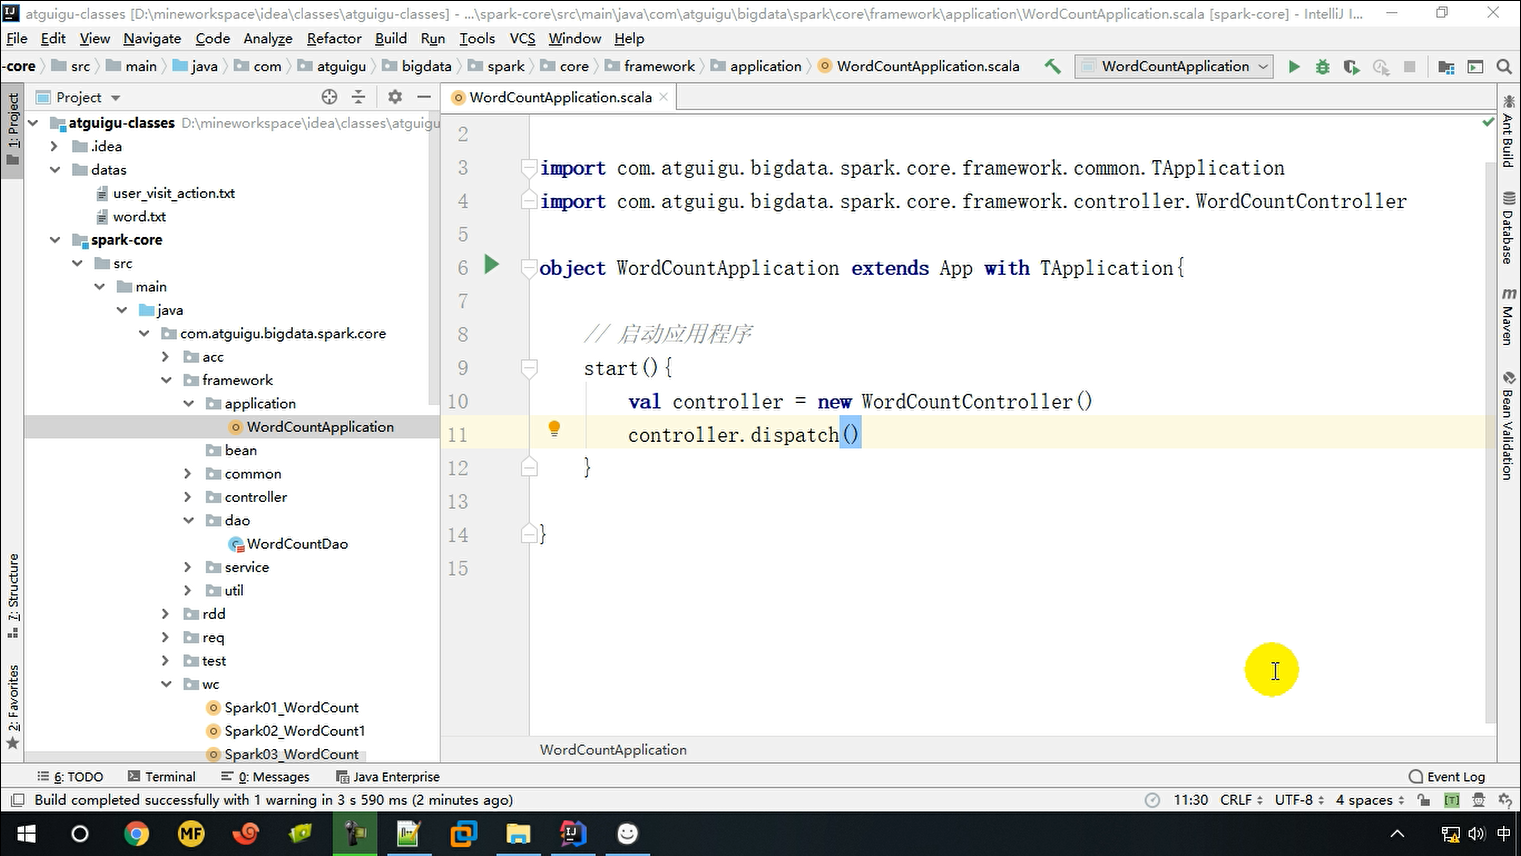 atguigu-classes [D:\mineworkspace\idea\classes\atguigu-classes] - ...\spark-core\src\main\java\com\atguigu\bigdata\spark\core\framework\application\WordCountApplication.scala [spark-core] - IntelliJ I...
File Edit View Navigate Code Analyze Refactor Build Run Tools VCS Window Help
-core src main java com atguigu bigdata spark core framework application WordCountApplication.scala WordCountApplication
1: Project
Project
WordCountApplication.scala
atguigu-classes D:\mineworkspace\idea\classes\atguigu
.idea
datas
user_visit_action.txt
word.txt
spark-core
src
main
java
com.atguigu.bigdata.spark.core
acc
framework
application
WordCountApplication
bean
common
controller
dao
WordCountDao
service
util
rdd
req
test
wc
Spark01_WordCount
Spark02_WordCount1
Spark03_WordCount
7: Structure
2: Favorites
2
3 import com.atguigu.bigdata.spark.core.framework.common.TApplication
4 import com.atguigu.bigdata.spark.core.framework.controller.WordCountController
5
6 object WordCountApplication extends App with TApplication{
7
8 // 启动应用程序
9 start(){
10 val controller = new WordCountController()
11 controller.dispatch()
12 }
13
14 }
15
WordCountApplication
Ant Build
Database
m Maven
Bean Validation
6: TODO Terminal 0: Messages Java Enterprise Event Log
Build completed successfully with 1 warning in 3 s 590 ms (2 minutes ago) 11:30 CRLF UTF-8 4 spaces [T]
MF 中